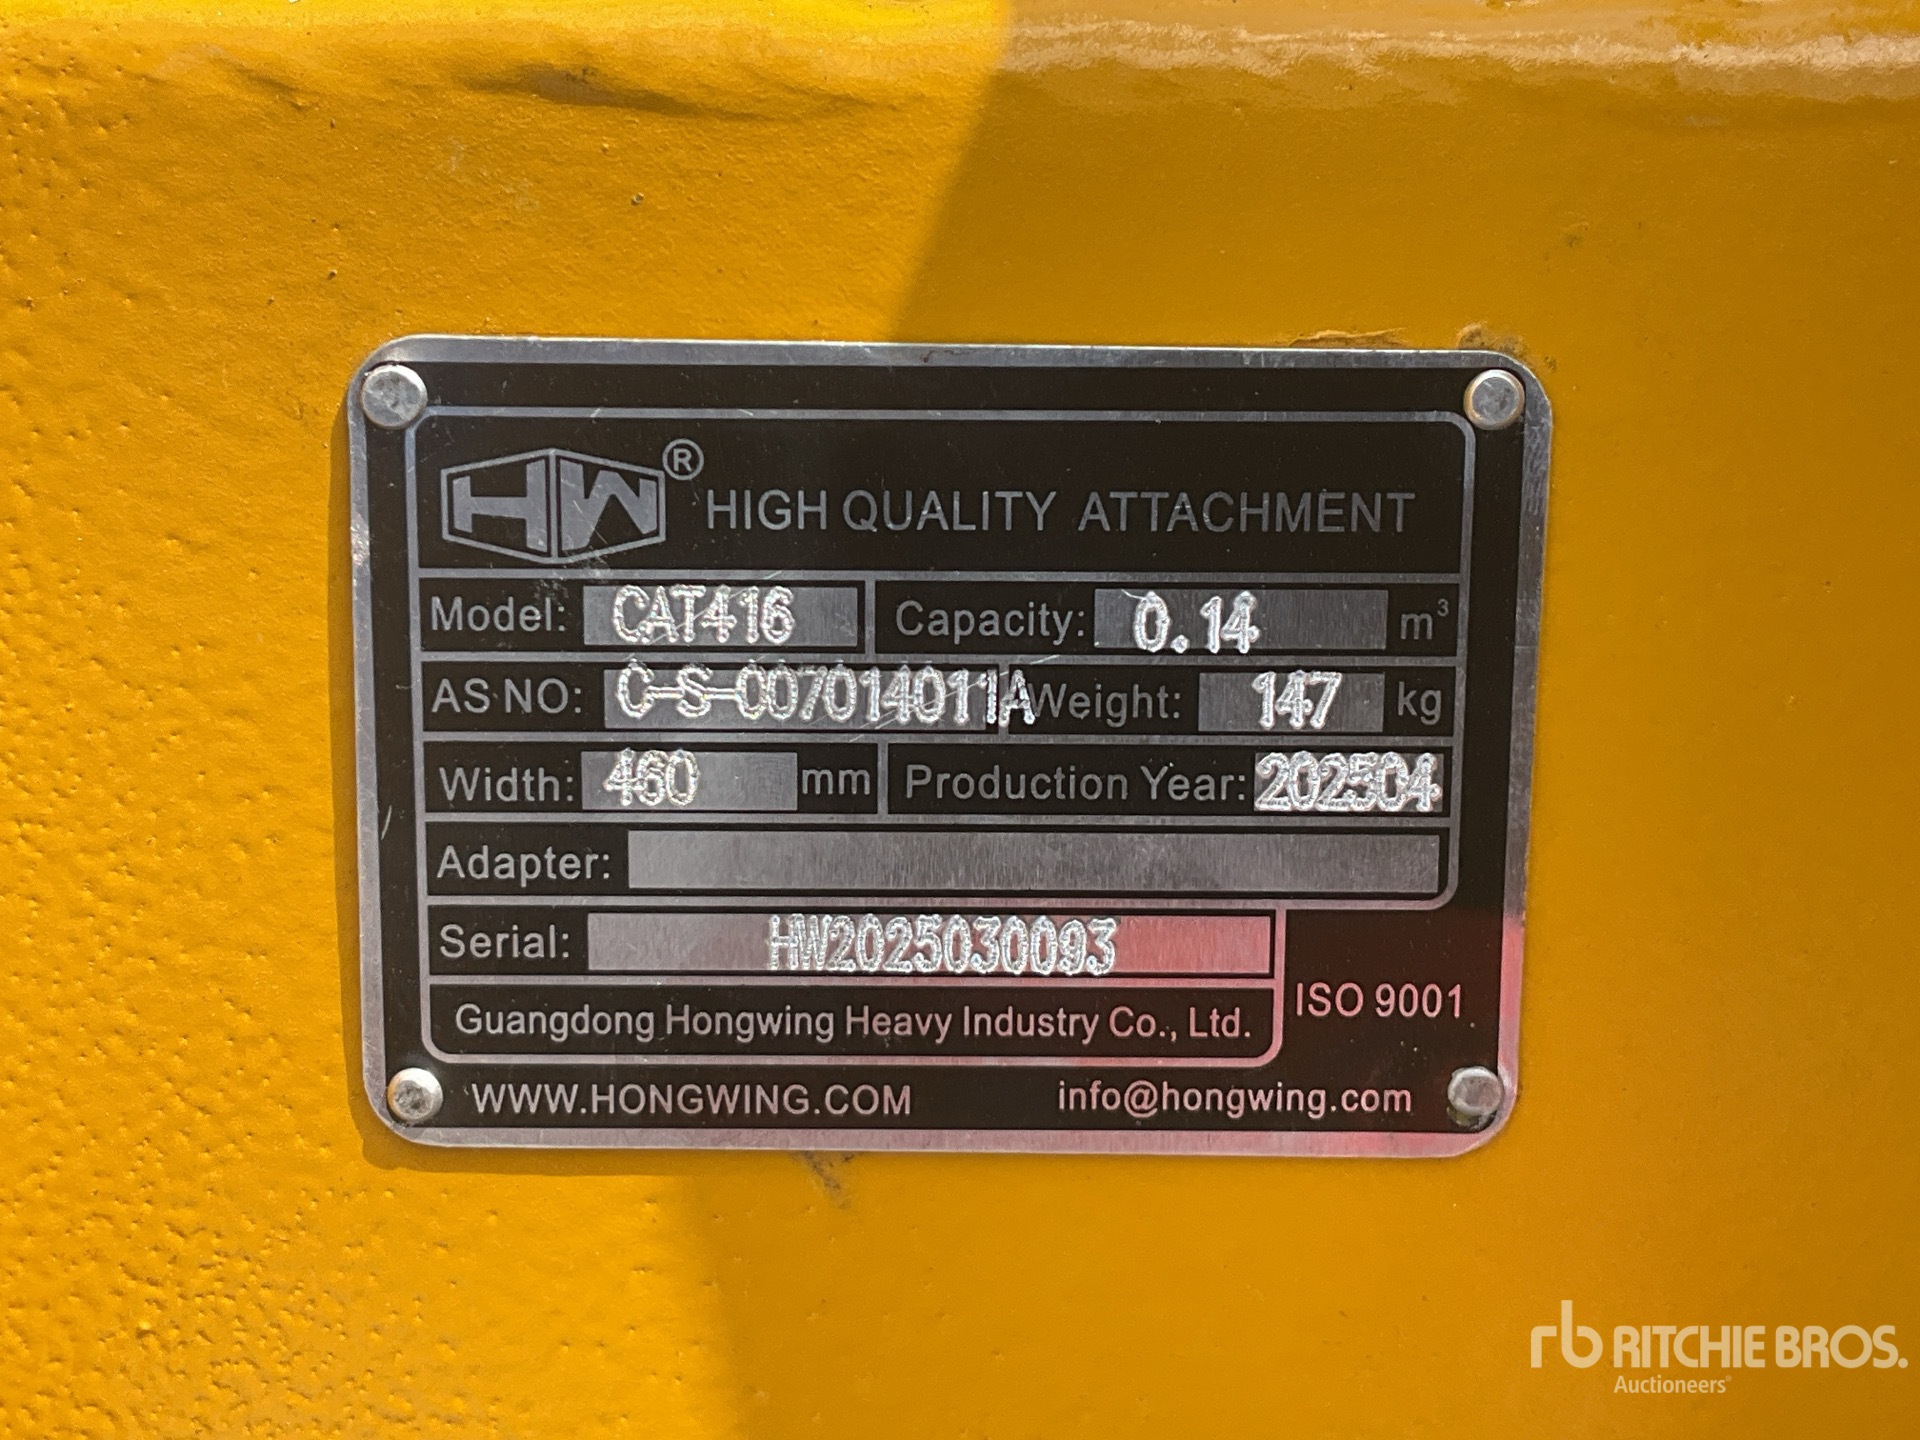 HW® HIGH QUALITY ATTACHMENT
Model: CAT416 Capacity: 0.14 m³
AS NO: C-S-007014011A Weight: 147 kg
Width: 460 mm Production Year: 202504
Adapter:
Serial: HW2025030093
ISO 9001
Guangdong Hongwing Heavy Industry Co., Ltd.
WWW.HONGWING.COM info@hongwing.com
rb RITCHIE BROS.
Auctioneers®